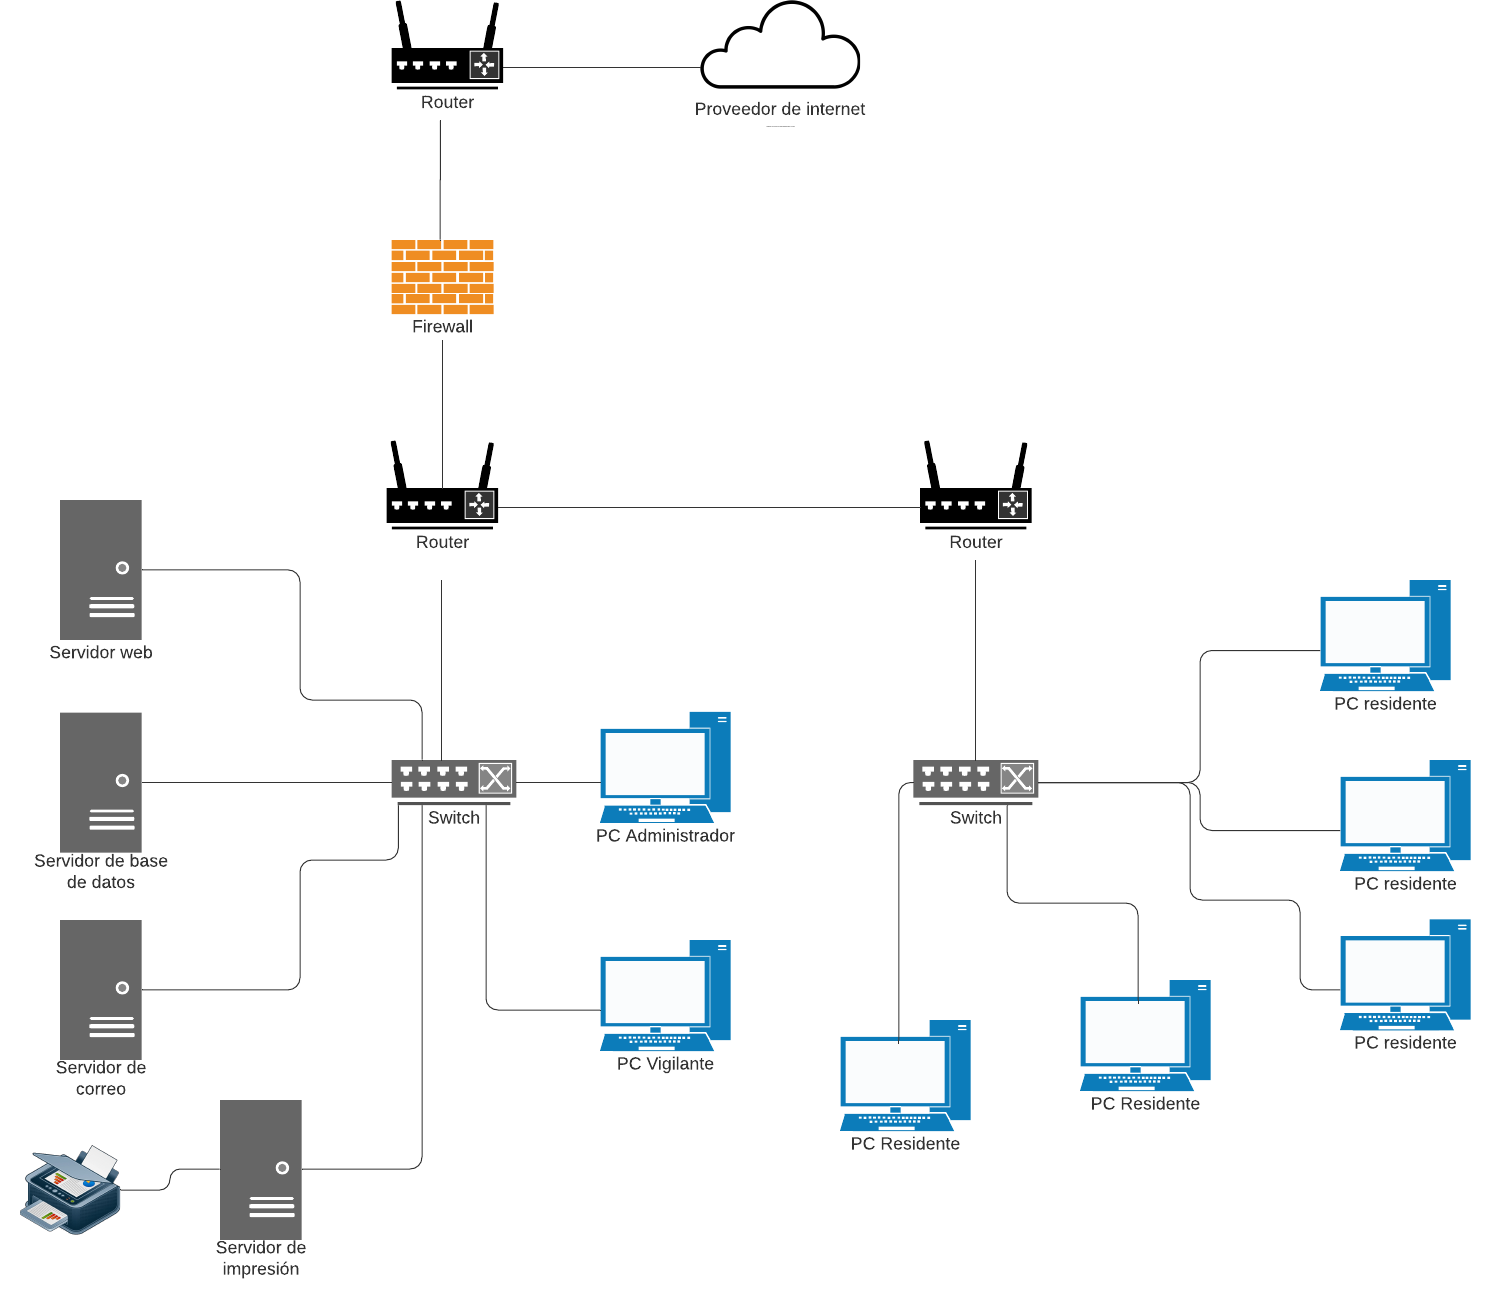 Router
Proveedor de internet
Firewall
Router
Router
Servidor web
PC residente
Switch
PC Administrador
Switch
Servidor de base
de datos
PC residente
Servidor de
correo
PC Vigilante
PC residente
PC Residente
PC Residente
Servidor de
impresión